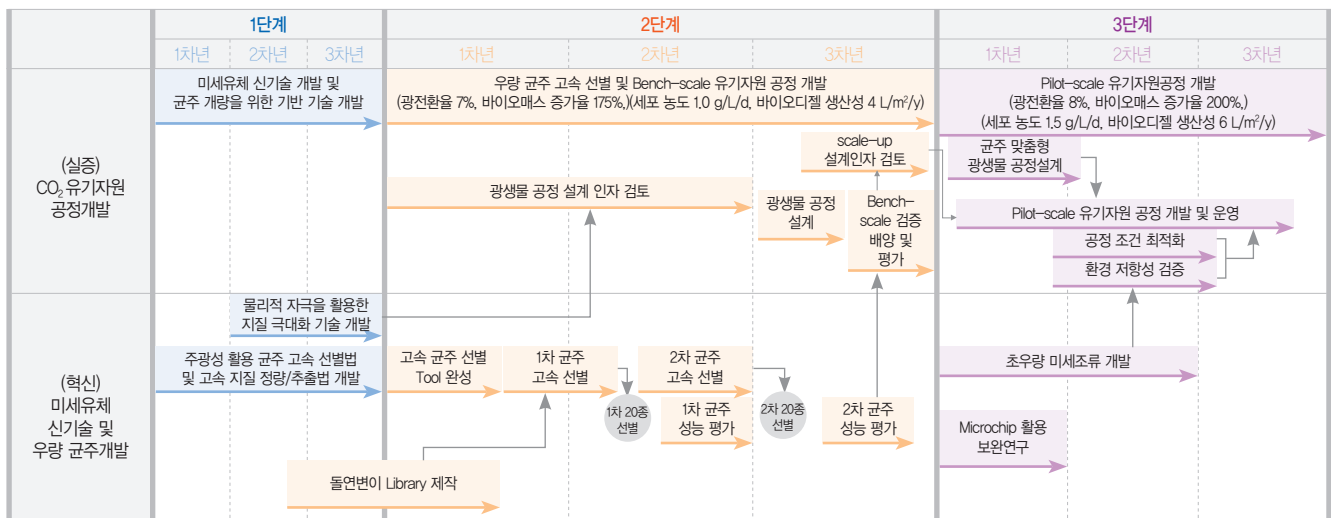 1단계
2단계
3단계
1차년
2차년
3차년
1차년
2차년
3차년
1차년
2차년
3차년
(실증)
CO₂ 유기자원
공정개발
미세유체 신기술 개발 및
균주 개량을 위한 기반 기술 개발
우량 균주 고속 선별 및 Bench-scale 유기자원 공정 개발
(광전환율 7%, 바이오매스 증가율 175%,)(세포 농도 1.0 g/L/d, 바이오디젤 생산성 4 L/m²/y)
Pilot-scale 유기자원공정 개발
(광전환율 8%, 바이오매스 증가율 200%,)
(세포 농도 1.5 g/L/d, 바이오디젤 생산성 6 L/m²/y)
scale-up
설계인자 검토
균주 맞춤형
광생물 공정설계
광생물 공정 설계 인자 검토
광생물 공정
설계
Bench-
scale 검증
배양 및
평가
Pilot-scale 유기자원 공정 개발 및 운영
공정 조건 최적화
환경 저항성 검증
(혁신)
미세유체
신기술 및
우량 균주개발
물리적 자극을 활용한
지질 극대화 기술 개발
주광성 활용 균주 고속 선별법
및 고속 지질 정량/추출법 개발
고속 균주 선별
Tool 완성
1차 균주
고속 선별
2차 균주
고속 선별
초우량 미세조류 개발
1차 20종
선별
1차 균주
성능 평가
2차 20종
선별
2차 균주
성능 평가
Microchip 활용
보완연구
돌연변이 Library 제작